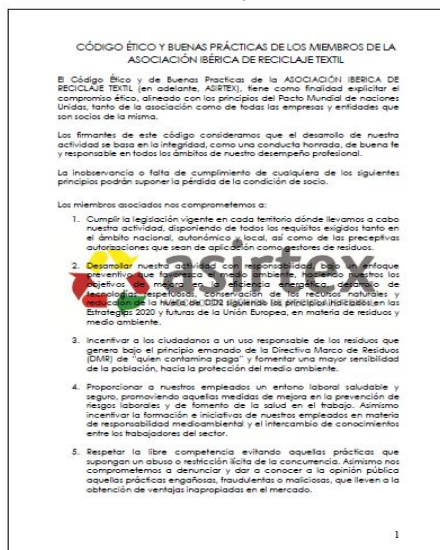 CÓDIGO ÉTICO Y BUENAS PRÁCTICAS DE LOS MIEMBROS DE LA
ASOCIACIÓN IBÉRICA DE RECICLAJE TEXTIL
El Código Ético y de Buenas Practicas de la ASOCIACIÓN IBERICA DE
RECICLAJE TEXTIL (en adelante, ASIRTEX), tiene como finalidad explicitar el
compromiso ético, alineado con los principios del Pacto Mundial de naciones
Unidas, tanto de la asociación como de todas las empresas y entidades que
son socios de la misma.
Los firmantes de este código consideramos que el desarrollo de nuestra
actividad se basa en la integridad, como una conducta honrada, de buena fe
y responsable en todos los ámbitos de nuestro desempeño profesional.
La inobservancia o falta de cumplimiento de cualquiera de los siguientes
principios podrán suponer la pérdida de la condición de socio.
Los miembros asociados nos comprometemos a:
1. Cumplir la legislación vigente en cada territorio dónde llevamos a cabo
nuestra actividad, disponiendo de todos los requisitos exigidos tanto en
el ámbito nacional, autonómico y local, así como de las preceptivas
autorizaciones que sean de aplicación como gestores de residuos.
asirtex
2. Desarrollar nuestra actividad con responsabilidad, bajo un enfoque
preventivo que favorezca el medio ambiente, haciendo nuestros los
objetivos de mejora de la eficiencia energética, desarrollo de
tecnologías respetuosas, conservación de los recursos naturales y
reducción de la huella de CO2 siguiendo los principios indicados en las
Estrategias 2020 y futuras de la Unión Europea, en materia de residuos y
medio ambiente.
3. Incentivar a los ciudadanos a un uso responsable de los residuos que
genera bajo el principio emanado de la Directiva Marco de Residuos
(DMR) de "quien contamina paga" y fomentar una mayor sensibilidad
de la población, hacia la protección del medio ambiente.
4. Proporcionar a nuestros empleados un entono laboral saludable y
seguro, promoviendo aquellas medidas de mejora en la prevención de
riesgos laborales y de fomento de la salud en el trabajo. Asimismo
incentivar la formación e iniciativas de nuestros empleados en materia
de responsabilidad medioambiental y el intercambio de conocimientos
entre los trabajadores del sector.
5. Respetar la libre competencia evitando aquellas prácticas que
supongan un abuso o restricción ilícita de la concurrencia. Asimismo nos
comprometemos a denunciar y dar a conocer a la opinión pública
aquellas prácticas engañosas, fraudulentas o maliciosas, que lleven a la
obtención de ventajas inapropiadas en el mercado.
1